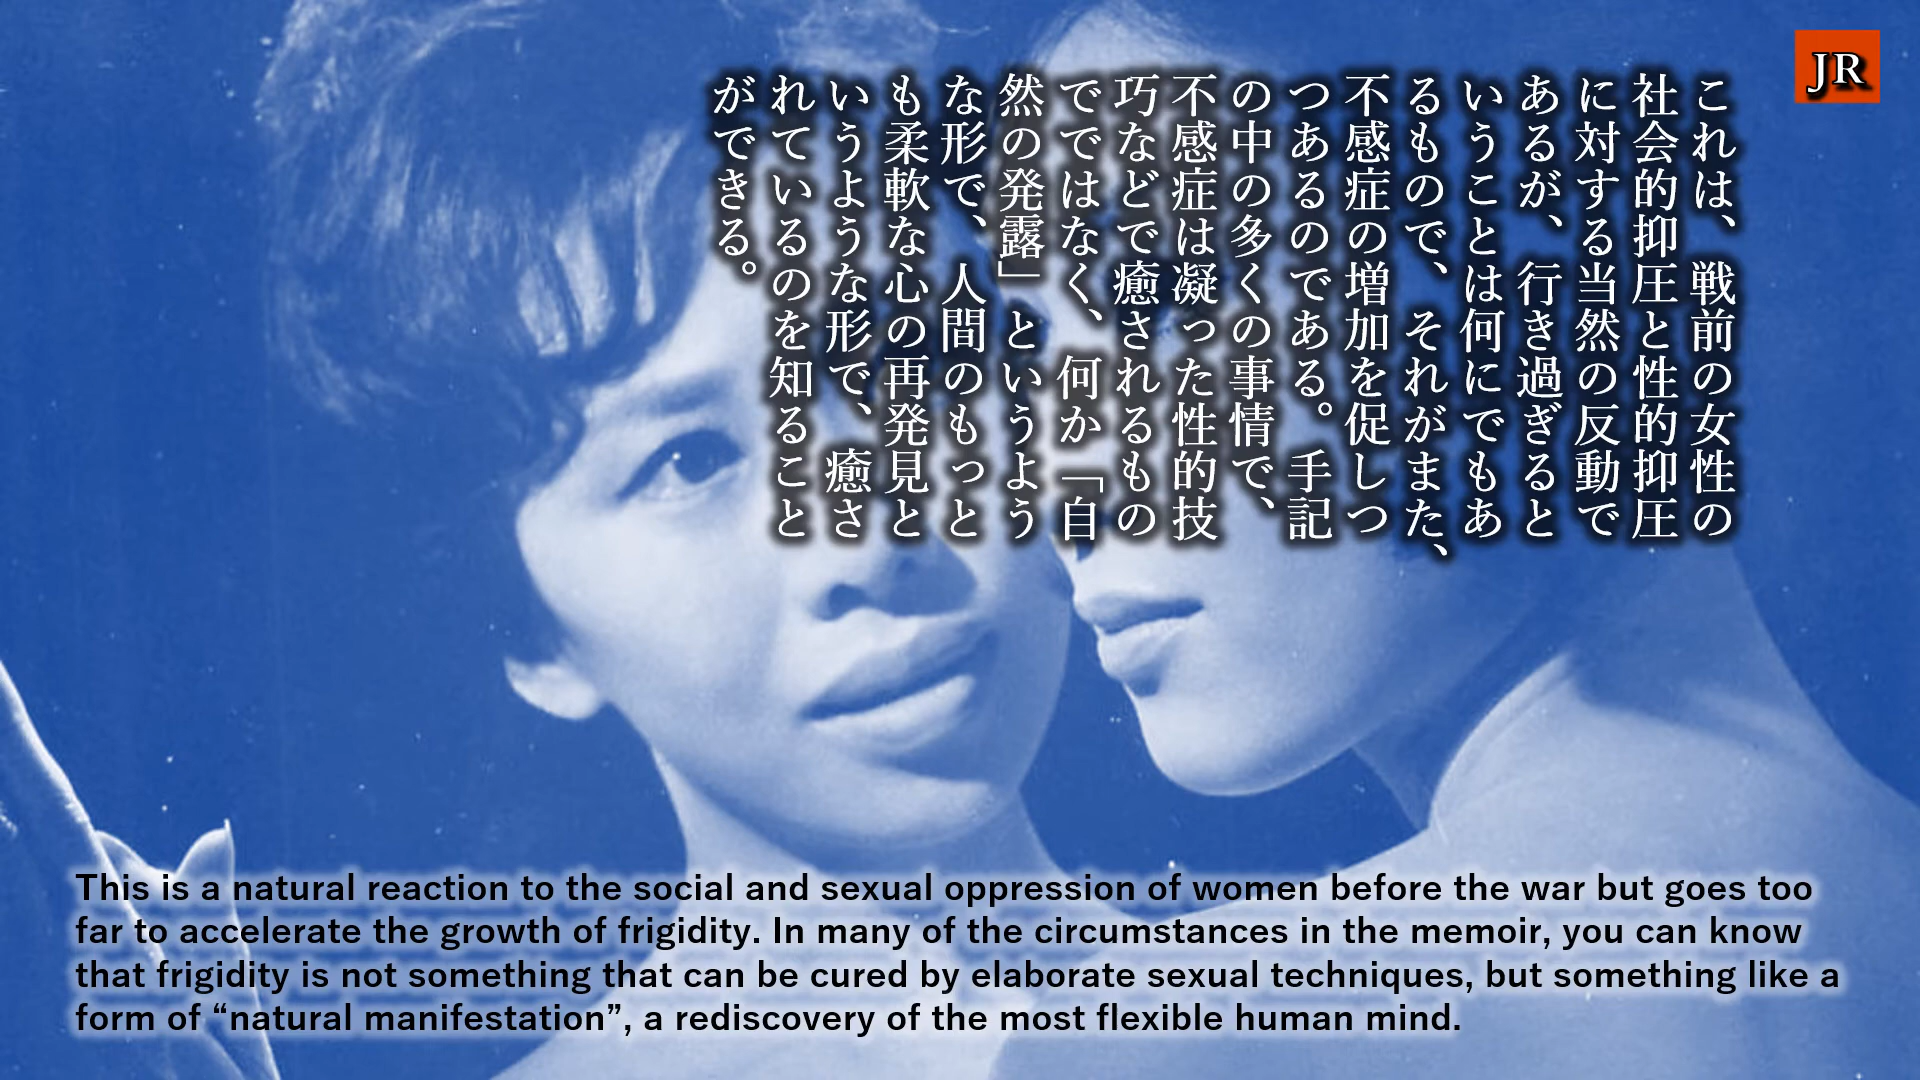 JR
これは、戦前の女性の
社会的抑圧と性的抑圧
に対する当然の反動で
あるが、行き過ぎると
いうことは何にでもあ
るもので、それがまた、
不感症の増加を促しつ
つあるのである。手記
の中の多くの事情で、
不感症は凝った性的技
巧などで癒されるもの
でではなく、何か「自
然の発露」というよう
な形で、人間のもっと
も柔軟な心の再発見と
いうような形で、癒さ
れているのを知ること
ができる。
This is a natural reaction to the social and sexual oppression of women before the war but goes too
far to accelerate the growth of frigidity. In many of the circumstances in the memoir, you can know
that frigidity is not something that can be cured by elaborate sexual techniques, but something like a
form of “natural manifestation”, a rediscovery of the most flexible human mind.